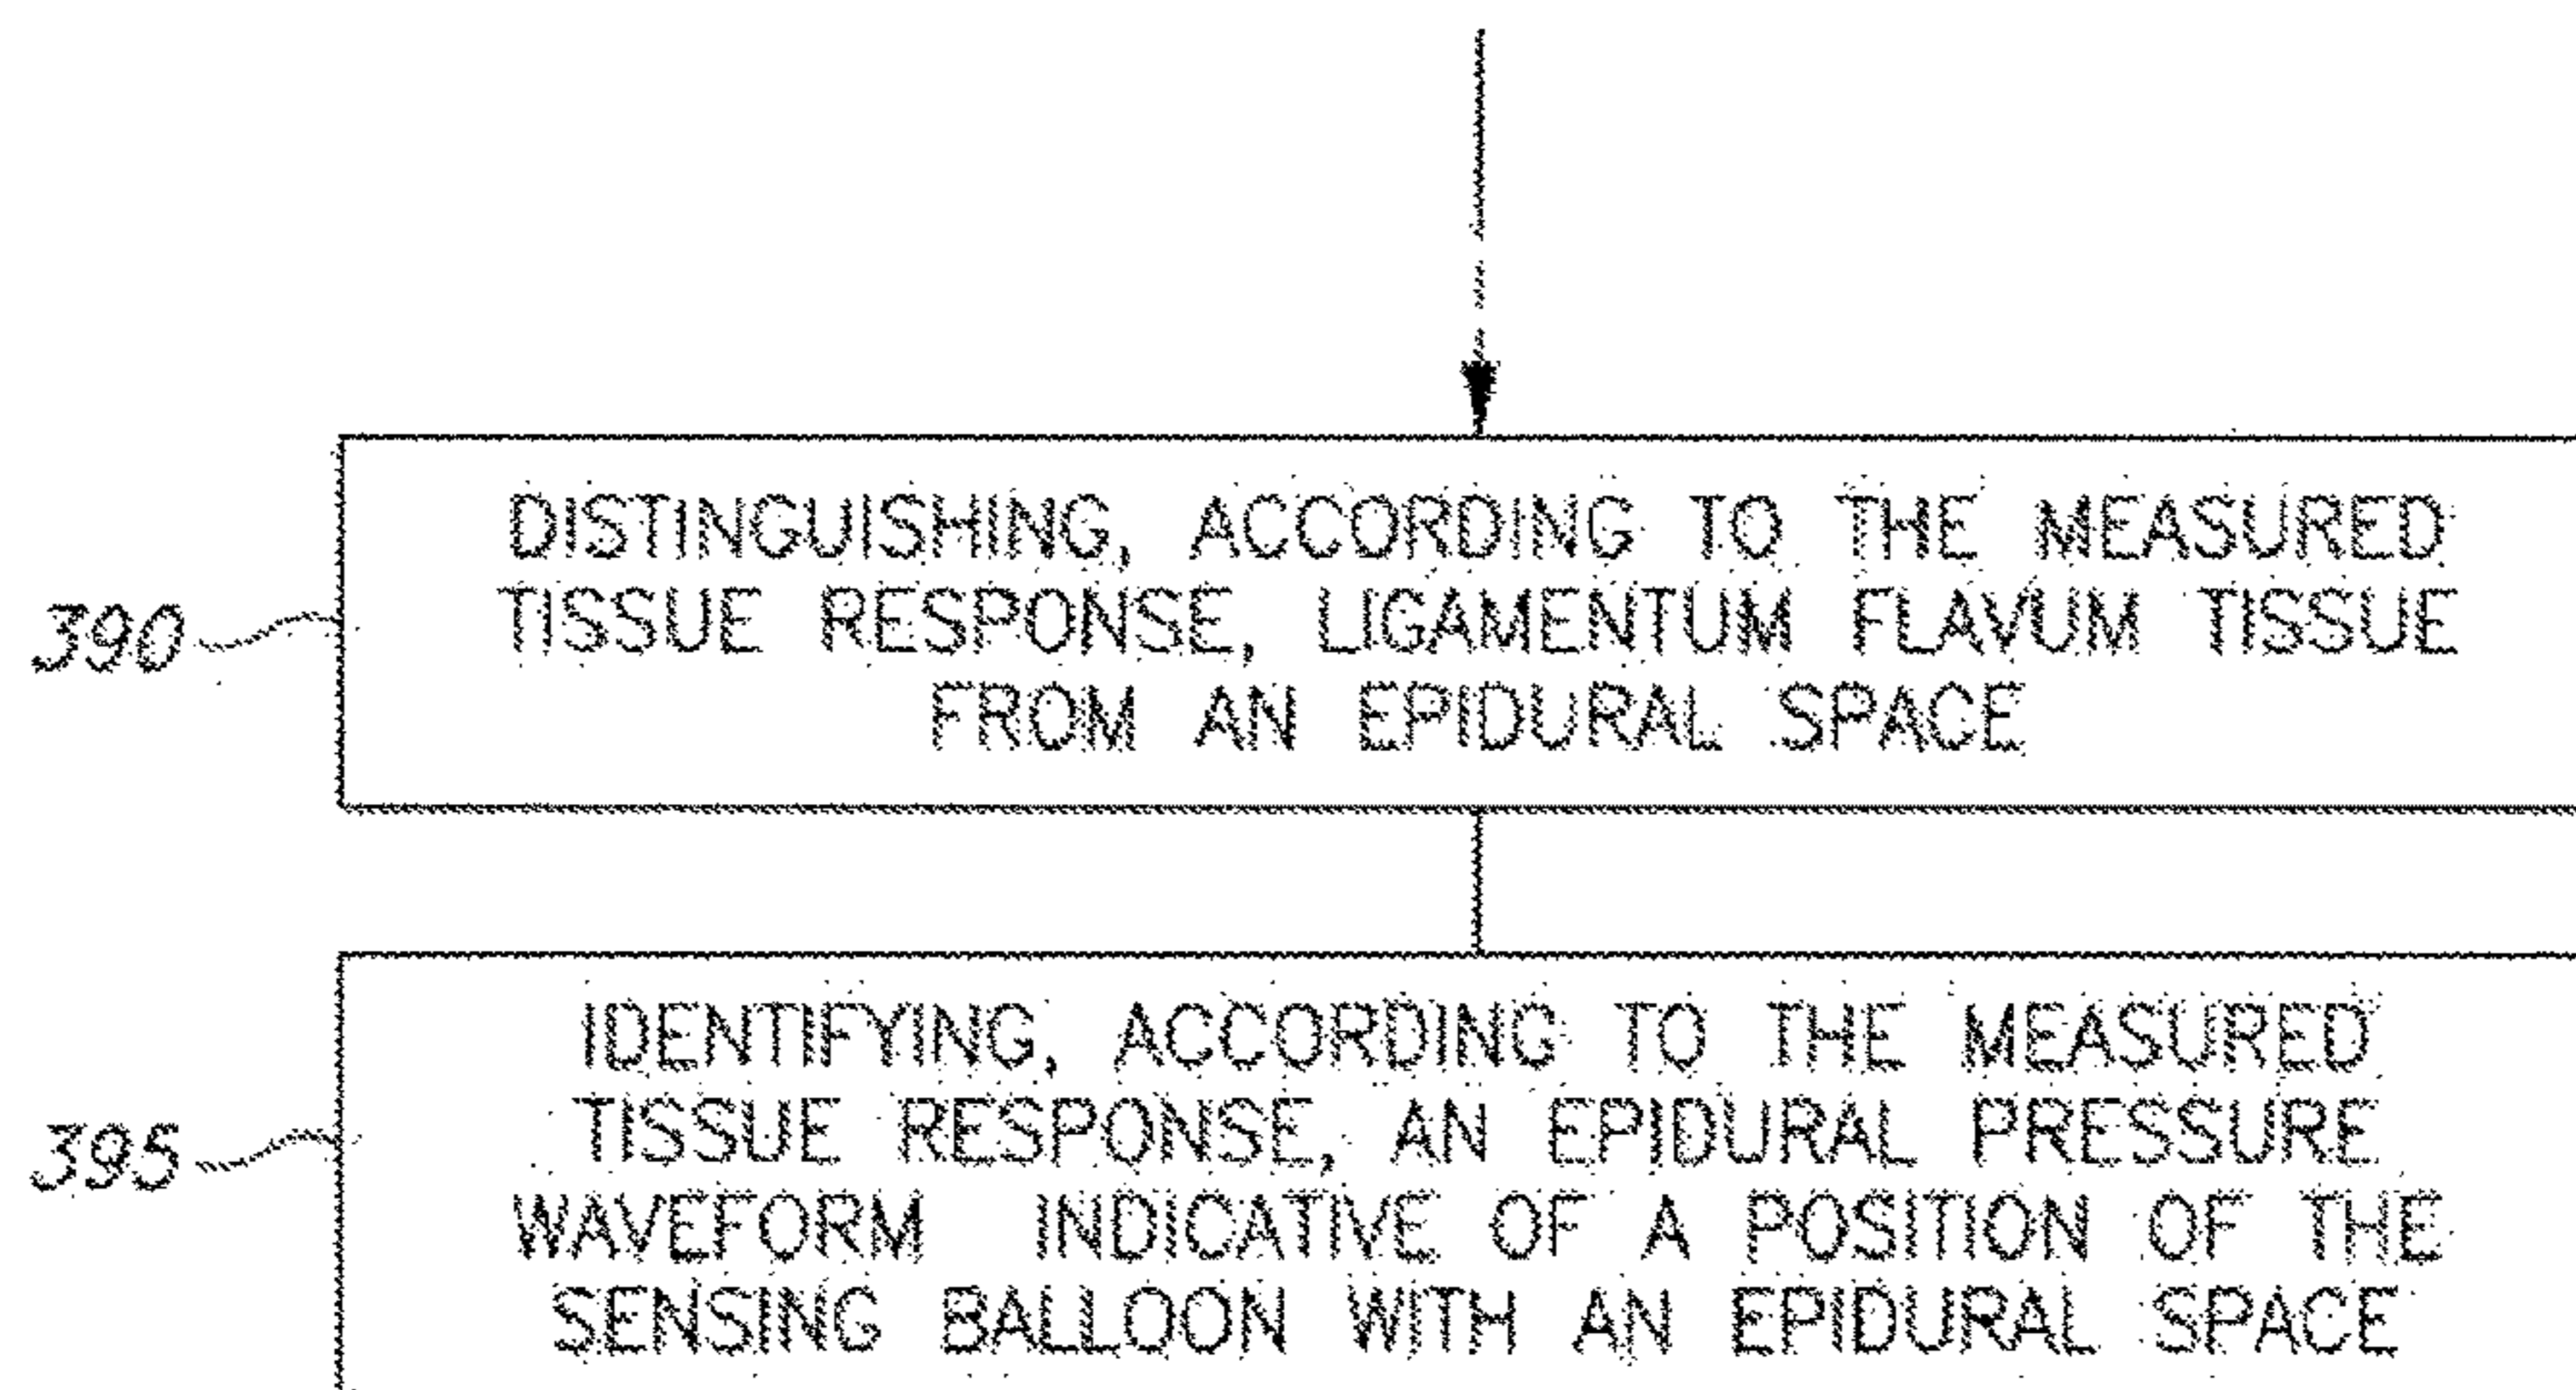 DISTINGUISHING, ACCORDING TO THE MEASURED
390 TISSUE RESPONSE, LIGAMENTUM FLAVUM TISSUE
FROM AN EPIDURAL SPACE
IDENTIFYING, ACCORDING TO THE MEASURED
395 TISSUE RESPONSE, AN EPIDURAL PRESSURE
WAVEFORM INDICATIVE OF A POSITION OF THE
SENSING BALLOON WITH AN EPIDURAL SPACE